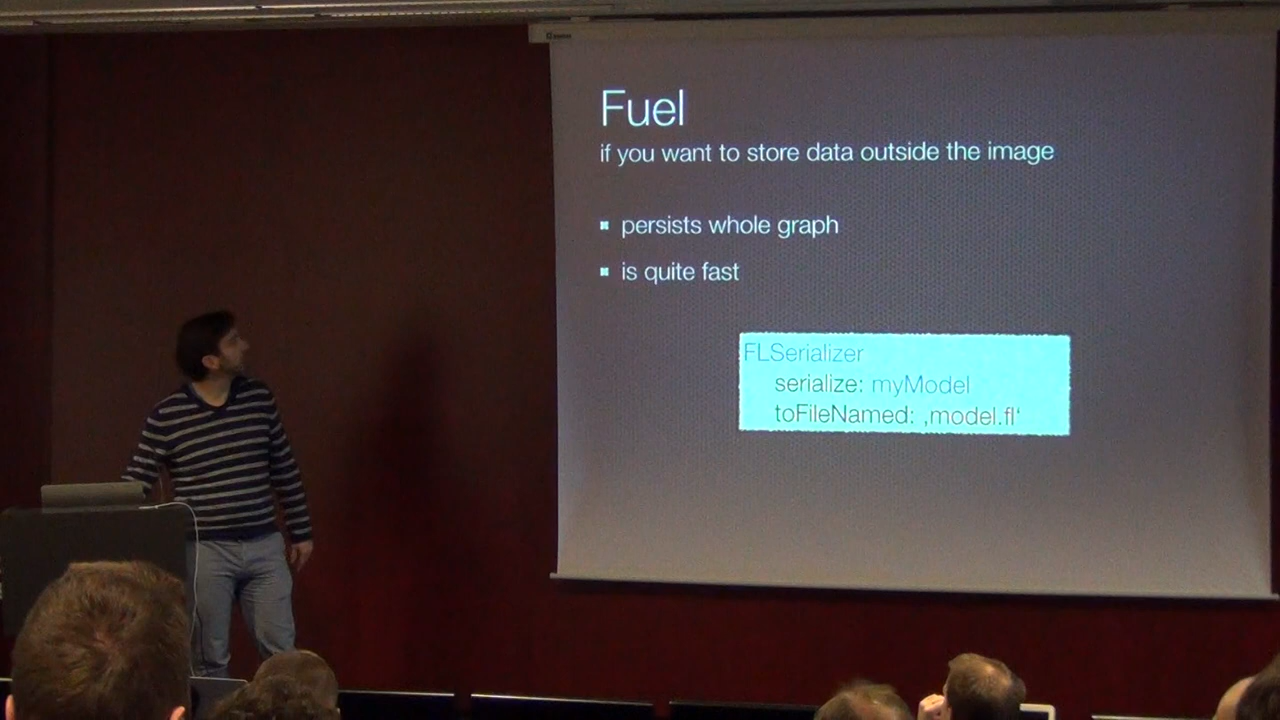 Fuel
if you want to store data outside the image
persists whole graph
is quite fast
FLSerializer
serialize: myModel
toFileNamed: ‚model.fl‘